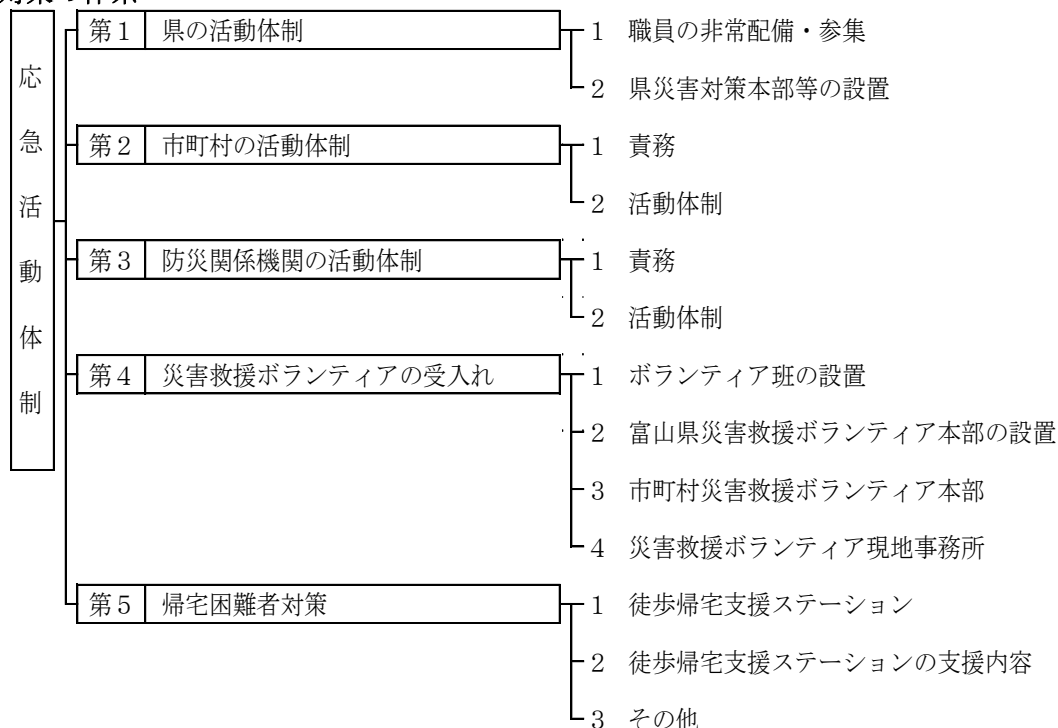 応急活動体制
第１ 県の活動体制
１ 職員の非常配備・参集
２ 県災害対策本部等の設置
第２ 市町村の活動体制
１ 責務
２ 活動体制
第３ 防災関係機関の活動体制
１ 責務
２ 活動体制
第４ 災害救援ボランティアの受入れ
１ ボランティア班の設置
２ 富山県災害救援ボランティア本部の設置
３ 市町村災害救援ボランティア本部
４ 災害救援ボランティア現地事務所
第５ 帰宅困難者対策
１ 徒歩帰宅支援ステーション
２ 徒歩帰宅支援ステーションの支援内容
３ その他